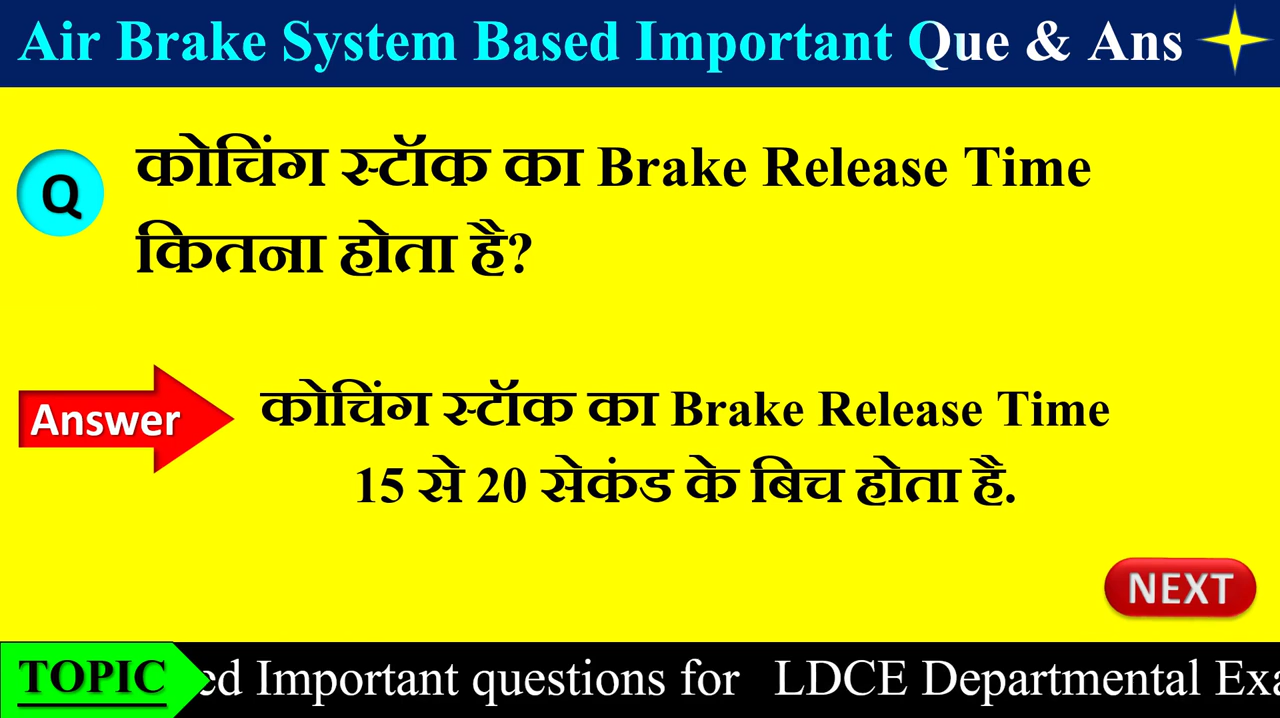 Air Brake System Based Important Que & Ans
Q
कोचिंग स्टॉक का Brake Release Time
कितना होता है?
Answer
कोचिंग स्टॉक का Brake Release Time
15 से 20 सेकंड के बिच होता है.
NEXT
TOPIC
ed Important questions for LDCE Departmental Exa